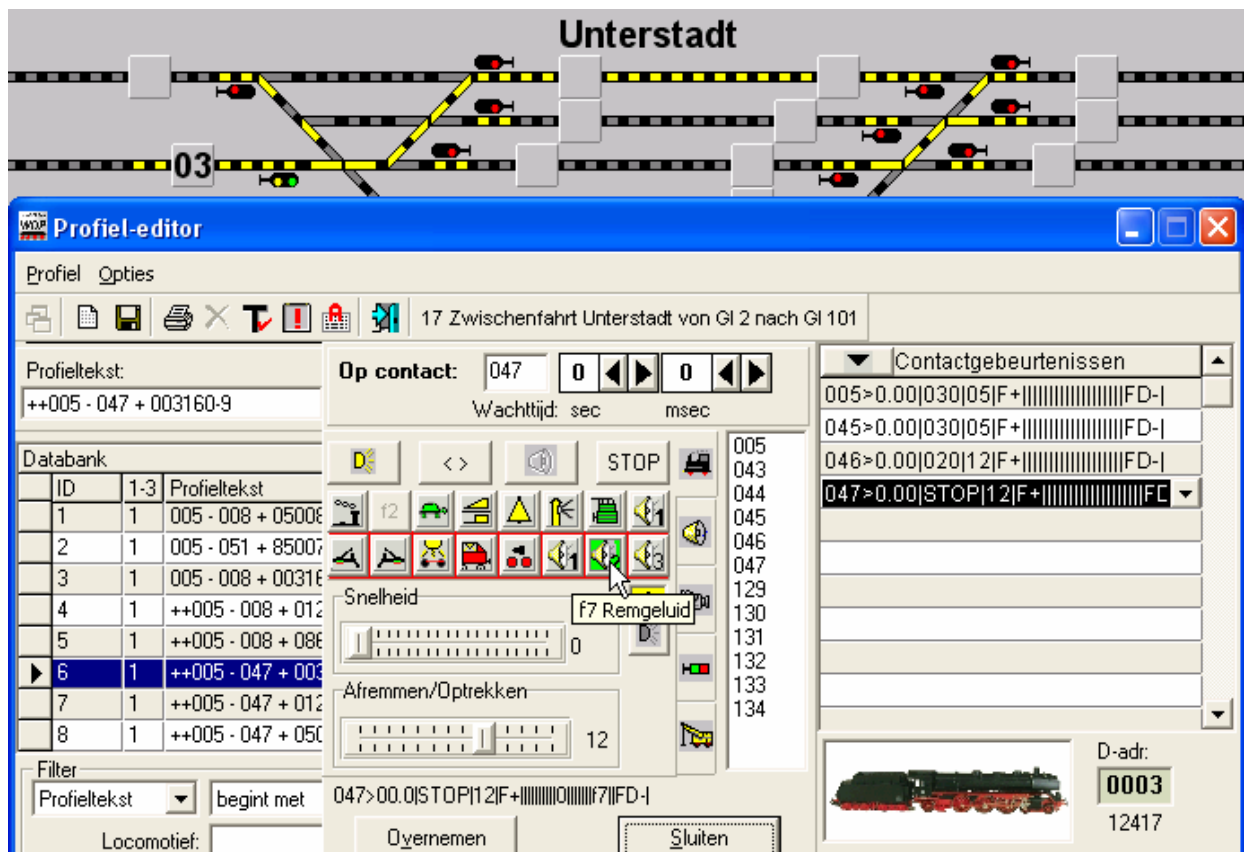 Unterstadt
03
Profiel-editor
Profiel Opties
17 Zwischenfahrt Unterstadt von Gl 2 nach Gl 101
Profieltekst:
++005 - 047 + 003160-9
Databank
ID 1-3 Profieltekst
1 1 005 - 008 + 05008
2 1 005 - 051 + 85007
3 1 005 - 008 + 00316
4 1 ++005 - 008 + 012
5 1 ++005 - 008 + 086
6 1 ++005 - 047 + 003
7 1 ++005 - 047 + 012
8 1 ++005 - 047 + 050
Filter
Profieltekst begint met
Locomotief:
Op contact: 047 0 0
Wachttijd: sec msec
< > STOP
f2 1
1 2 3
f7 Remgeluid
Snelheid
0
Afremmen/Optrekken
12
047>00.0|STOP|12|F+|||||||||0|||||||f7||FD-|
Overnemen Sluiten
005
043
044
045
046
047
129
130
131
132
133
134
Contactgebeurtenissen
005>0.00|030|05|F+|||||||||||||||||||FD-|
045>0.00|030|05|F+|||||||||||||||||||FD-|
046>0.00|020|12|F+|||||||||||||||||||FD-|
047>0.00|STOP|12|F+|||||||||||||||||||FD
D-adr:
0003
12417